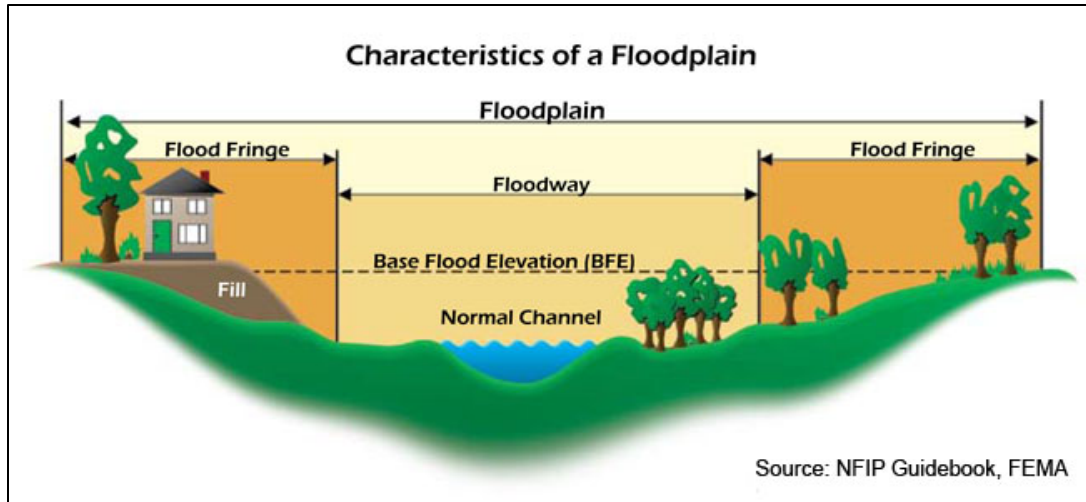 Characteristics of a Floodplain
Floodplain
Flood Fringe
Flood Fringe
Floodway
Base Flood Elevation (BFE)
Fill
Normal Channel
Source: NFIP Guidebook, FEMA